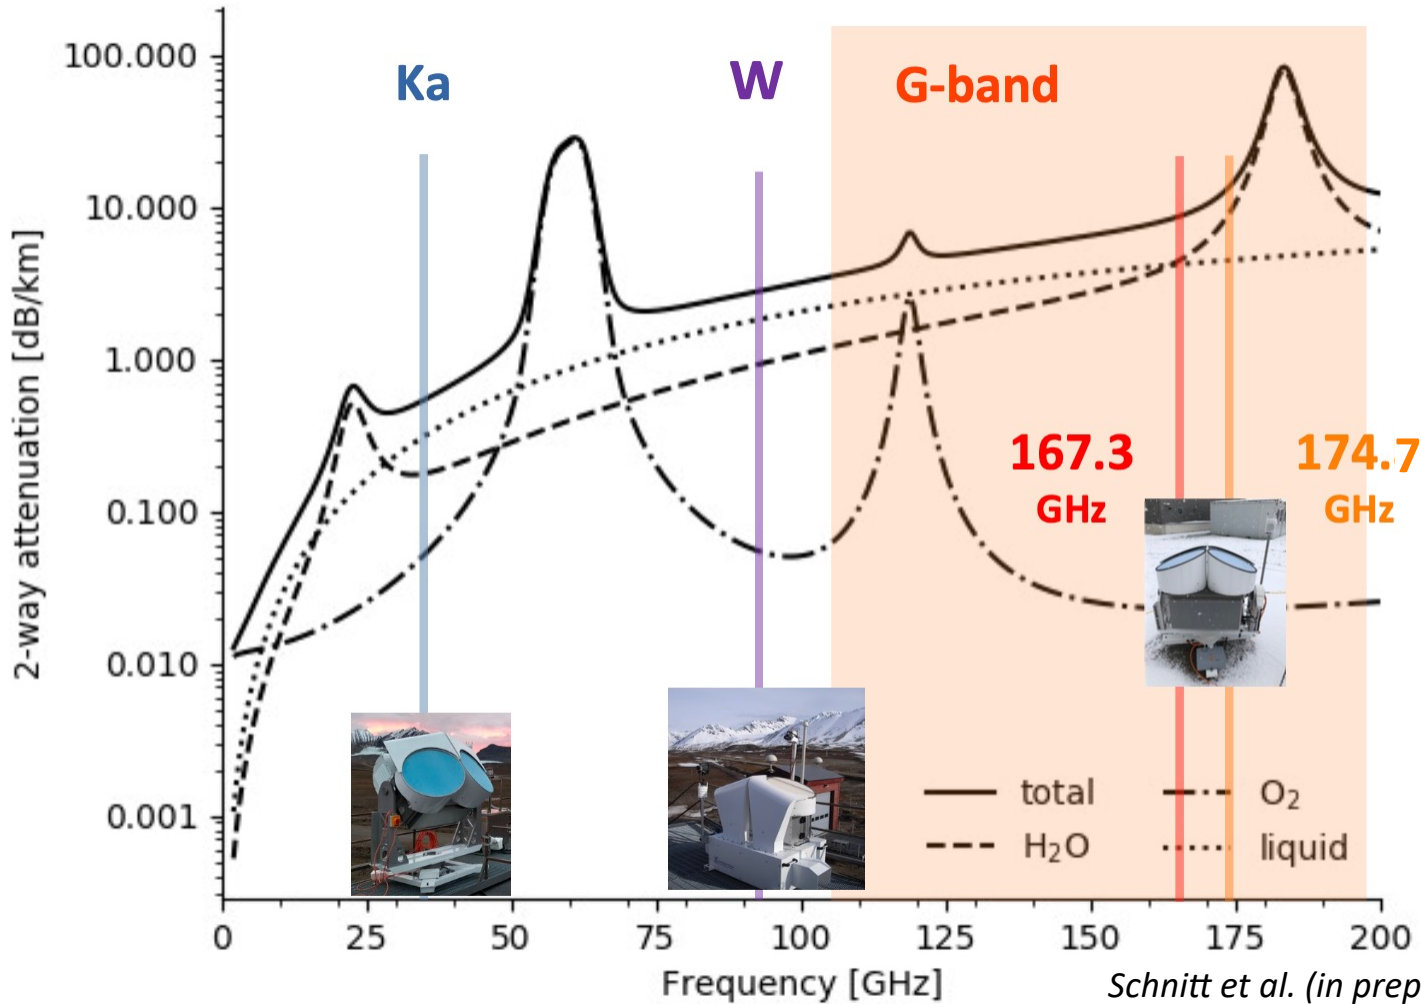 Ka
W
G-band
100.000
10.000
1.000
0.100
0.010
0.001
2-way attenuation [dB/km]
167.3
GHz
174.7
GHz
total
H₂O
O₂
liquid
0
25
50
75
100
125
150
175
200
Frequency [GHz]
Schnitt et al. (in prep